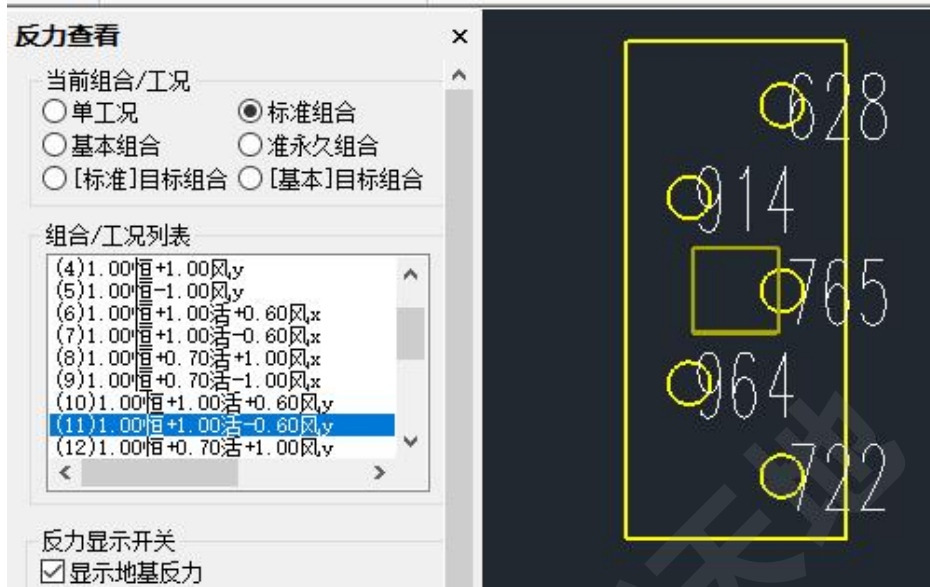 反力查看
×
当前组合/工况
单工况
标准组合
基本组合
准永久组合
[标准]目标组合
[基本]目标组合
组合/工况列表
(4)1.00恒+1.00风y
(5)1.00恒-1.00风y
(6)1.00恒+1.00活+0.60风x
(7)1.00恒+1.00活-0.60风x
(8)1.00恒+0.70活+1.00风x
(9)1.00恒+0.70活-1.00风x
(10)1.00恒+1.00活+0.60风y
(11)1.00恒+1.00活-0.60风y
(12)1.00恒+0.70活+1.00风y
反力显示开关
显示地基反力
628
914
765
964
722
天地